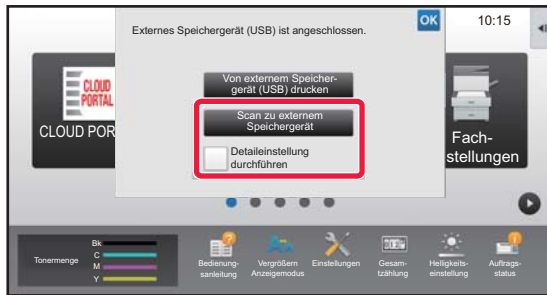 Externes Speichergerät (USB) ist angeschlossen.
OK
10:15
Von externem Speicher-
gerät (USB) drucken
Scan zu externem
Speichergerät
Detaileinstellung
durchführen
CLOUD
PORTAL
CLOUD POR
Fach-
stellungen
Tonermenge
Bk
C
M
Y
Bedienung-
sanleitung
Vergrößern
Anzeigemodus
Einstellungen
Gesam-
tzählung
Helligkeits-
einstellung
Auftrags-
status